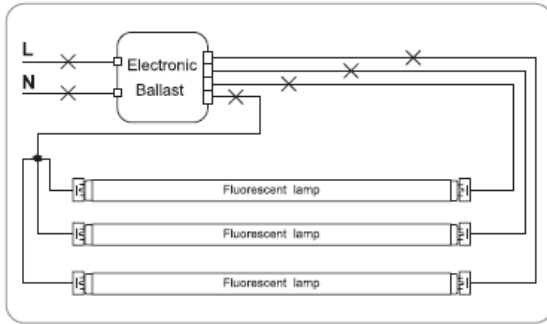 L
N
Electronic
Ballast
Fluorescent lamp
Fluorescent lamp
Fluorescent lamp